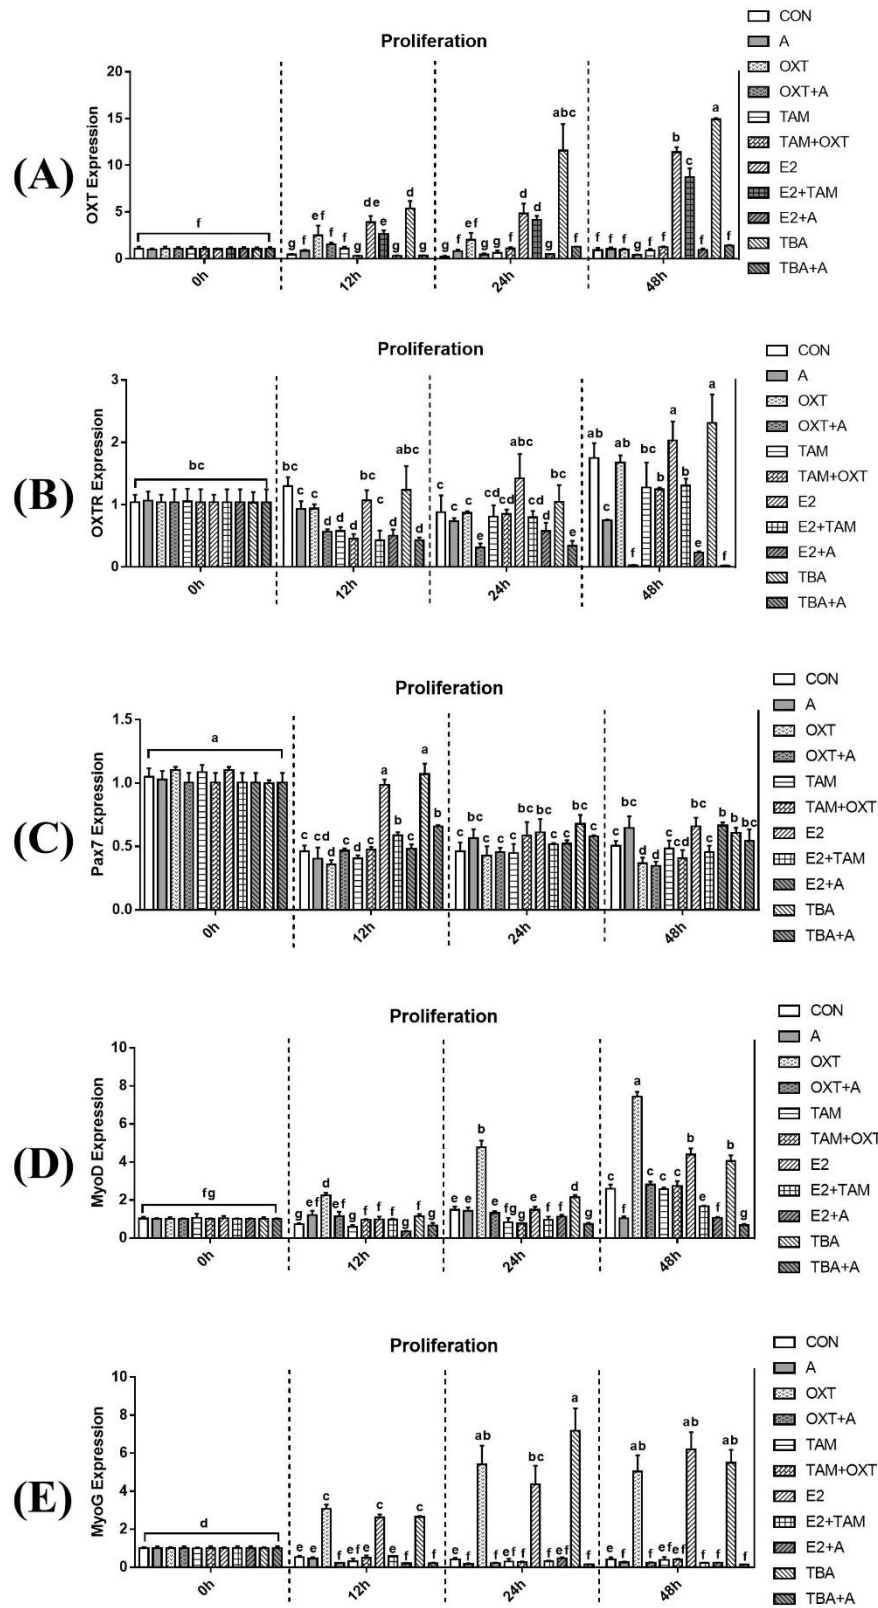 (A)
Proliferation
OXT Expression
20
15
10
5
0
f
g f ef f f g de e g d g
g f ef g g f d d g abc f
f f f g f f b c f a f
0h
12h
24h
48h
CON
A
OXT
OXT+A
TAM
TAM+OXT
E2
E2+TAM
E2+A
TBA
TBA+A
(B)
Proliferation
OXTR Expression
3
2
1
0
bc
bc c c d d d bc c d abc d
c c c e cd cd abc c d bc e
ab c ab f bc b a b e a f
0h
12h
24h
48h
CON
A
OXT
OXT+A
TAM
TAM+OXT
E2
E2+TAM
E2+A
TBA
TBA+A
(C)
Proliferation
Pax7 Expression
1.5
1.0
0.5
0.0
a
c cd d c c c a b c a b
c bc c c c bc bc c c bc c
c bc d d c cd bc c bc bc bc
0h
12h
24h
48h
CON
A
OXT
OXT+A
TAM
TAM+OXT
E2
E2+TAM
E2+A
TBA
TBA+A
(D)
Proliferation
MyoD Expression
10
8
6
4
2
0
fg
g ef d ef g f f f g f g
e e b e fg g e f e d g
c f a c c c b e f b g
0h
12h
24h
48h
CON
A
OXT
OXT+A
TAM
TAM+OXT
E2
E2+TAM
E2+A
TBA
TBA+A
(E)
Proliferation
MyoG Expression
10
8
6
4
2
0
d
e e c f e e c e f c f
e f ab f ef f bc f ef a f
e f ab f ef ef ab f f ab f
0h
12h
24h
48h
CON
A
OXT
OXT+A
TAM
TAM+OXT
E2
E2+TAM
E2+A
TBA
TBA+A